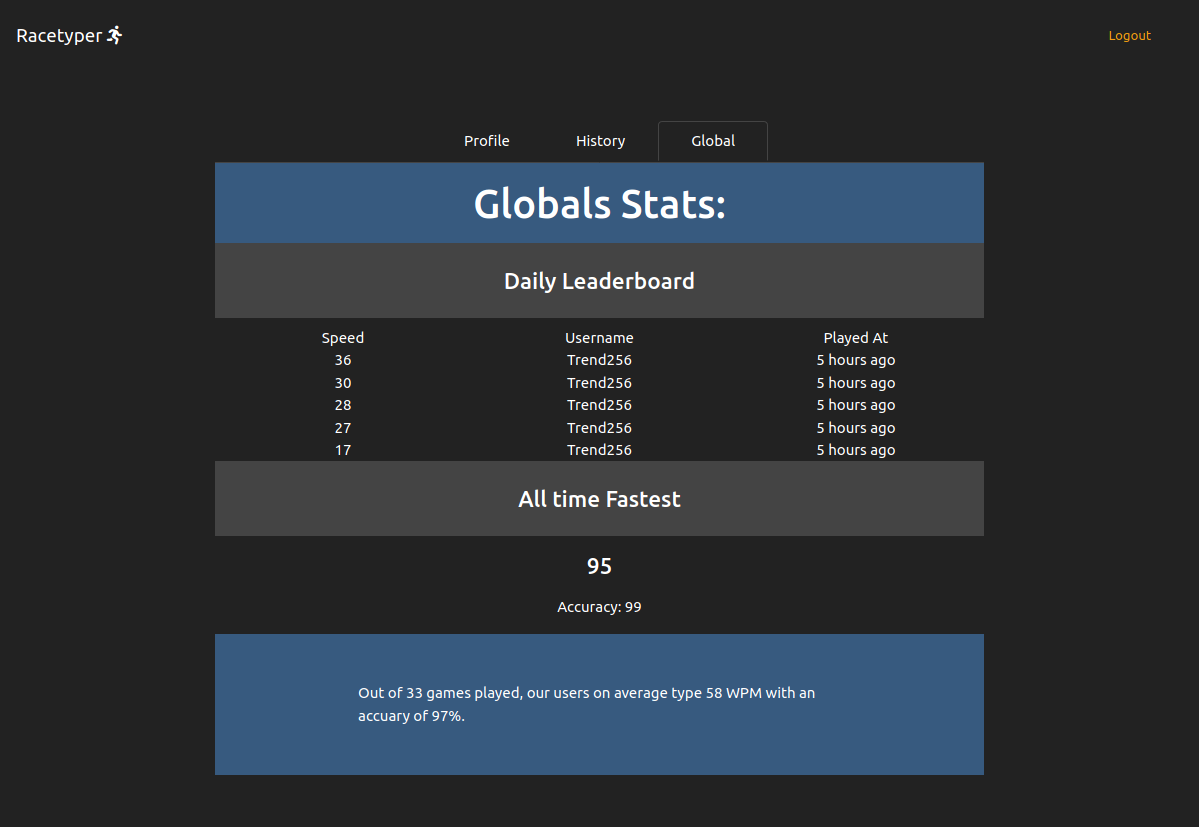 Racetyper
Logout
Profile History Global
Globals Stats:
Daily Leaderboard
Speed Username Played At
36 Trend256 5 hours ago
30 Trend256 5 hours ago
28 Trend256 5 hours ago
27 Trend256 5 hours ago
17 Trend256 5 hours ago
All time Fastest
95
Accuracy: 99
Out of 33 games played, our users on average type 58 WPM with an
accuary of 97%.